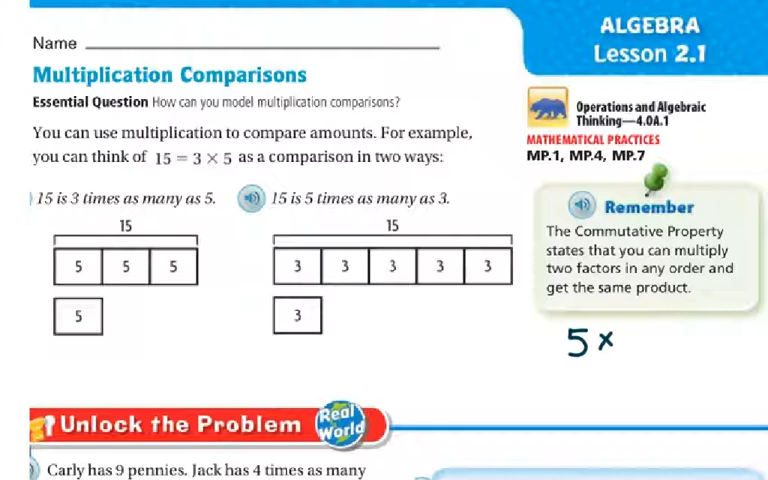 ALGEBRA
Lesson 2.1
Name
Multiplication Comparisons
Essential Question How can you model multiplication comparisons?
You can use multiplication to compare amounts. For example,
you can think of 15 = 3 × 5 as a comparison in two ways:
15 is 3 times as many as 5.
15
5 5 5
5
15 is 5 times as many as 3.
15
3 3 3 3 3
3
Operations and Algebraic
Thinking—4.OA.1
MATHEMATICAL PRACTICES
MP.1, MP.4, MP.7
Remember
The Commutative Property
states that you can multiply
two factors in any order and
get the same product.
5 ×
Unlock the Problem
Real
World
Carly has 9 pennies. Jack has 4 times as many